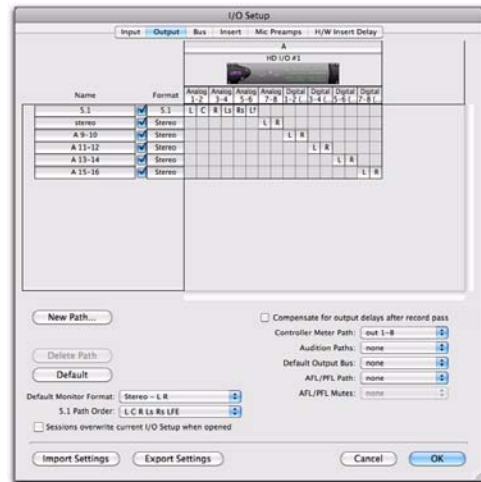 I/O Setup
Input Output Bus Insert Mic Preamps H/W Insert Delay
A
HD I/O #1
Name Format Analog 1-2 Analog 3-4 Analog 5-6 Analog 7-8 Digital 1-2 (... Digital 3-4 (... Digital 5-6 (... Digital 7-8 (...
5.1 5.1 L C R Ls Rs Lf
stereo Stereo L R
A 9-10 Stereo L R
A 11-12 Stereo L R
A 13-14 Stereo L R
A 15-16 Stereo L R
New Path...
Compensate for output delays after record pass
Controller Meter Path: out 1-8
Delete Path
Audition Paths: none
Default
Default Output Bus: none
AFL/PFL Path: none
Default Monitor Format: Stereo - L R
AFL/PFL Mutes: none
5.1 Path Order: L C R Ls Rs LFE
Sessions overwrite current I/O Setup when opened
Import Settings Export Settings Cancel OK